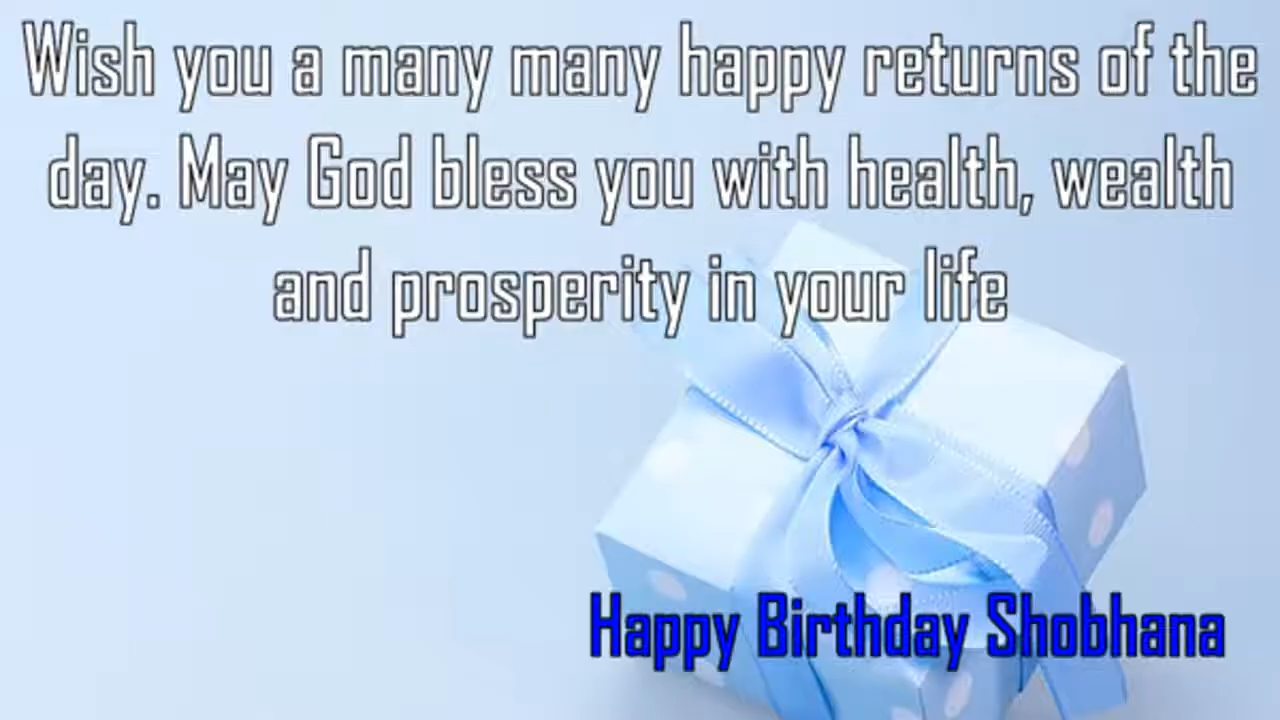 Wish you a many many happy returns of the
day. May God bless you with health, wealth
and prosperity in your life
Happy Birthday Shobhana